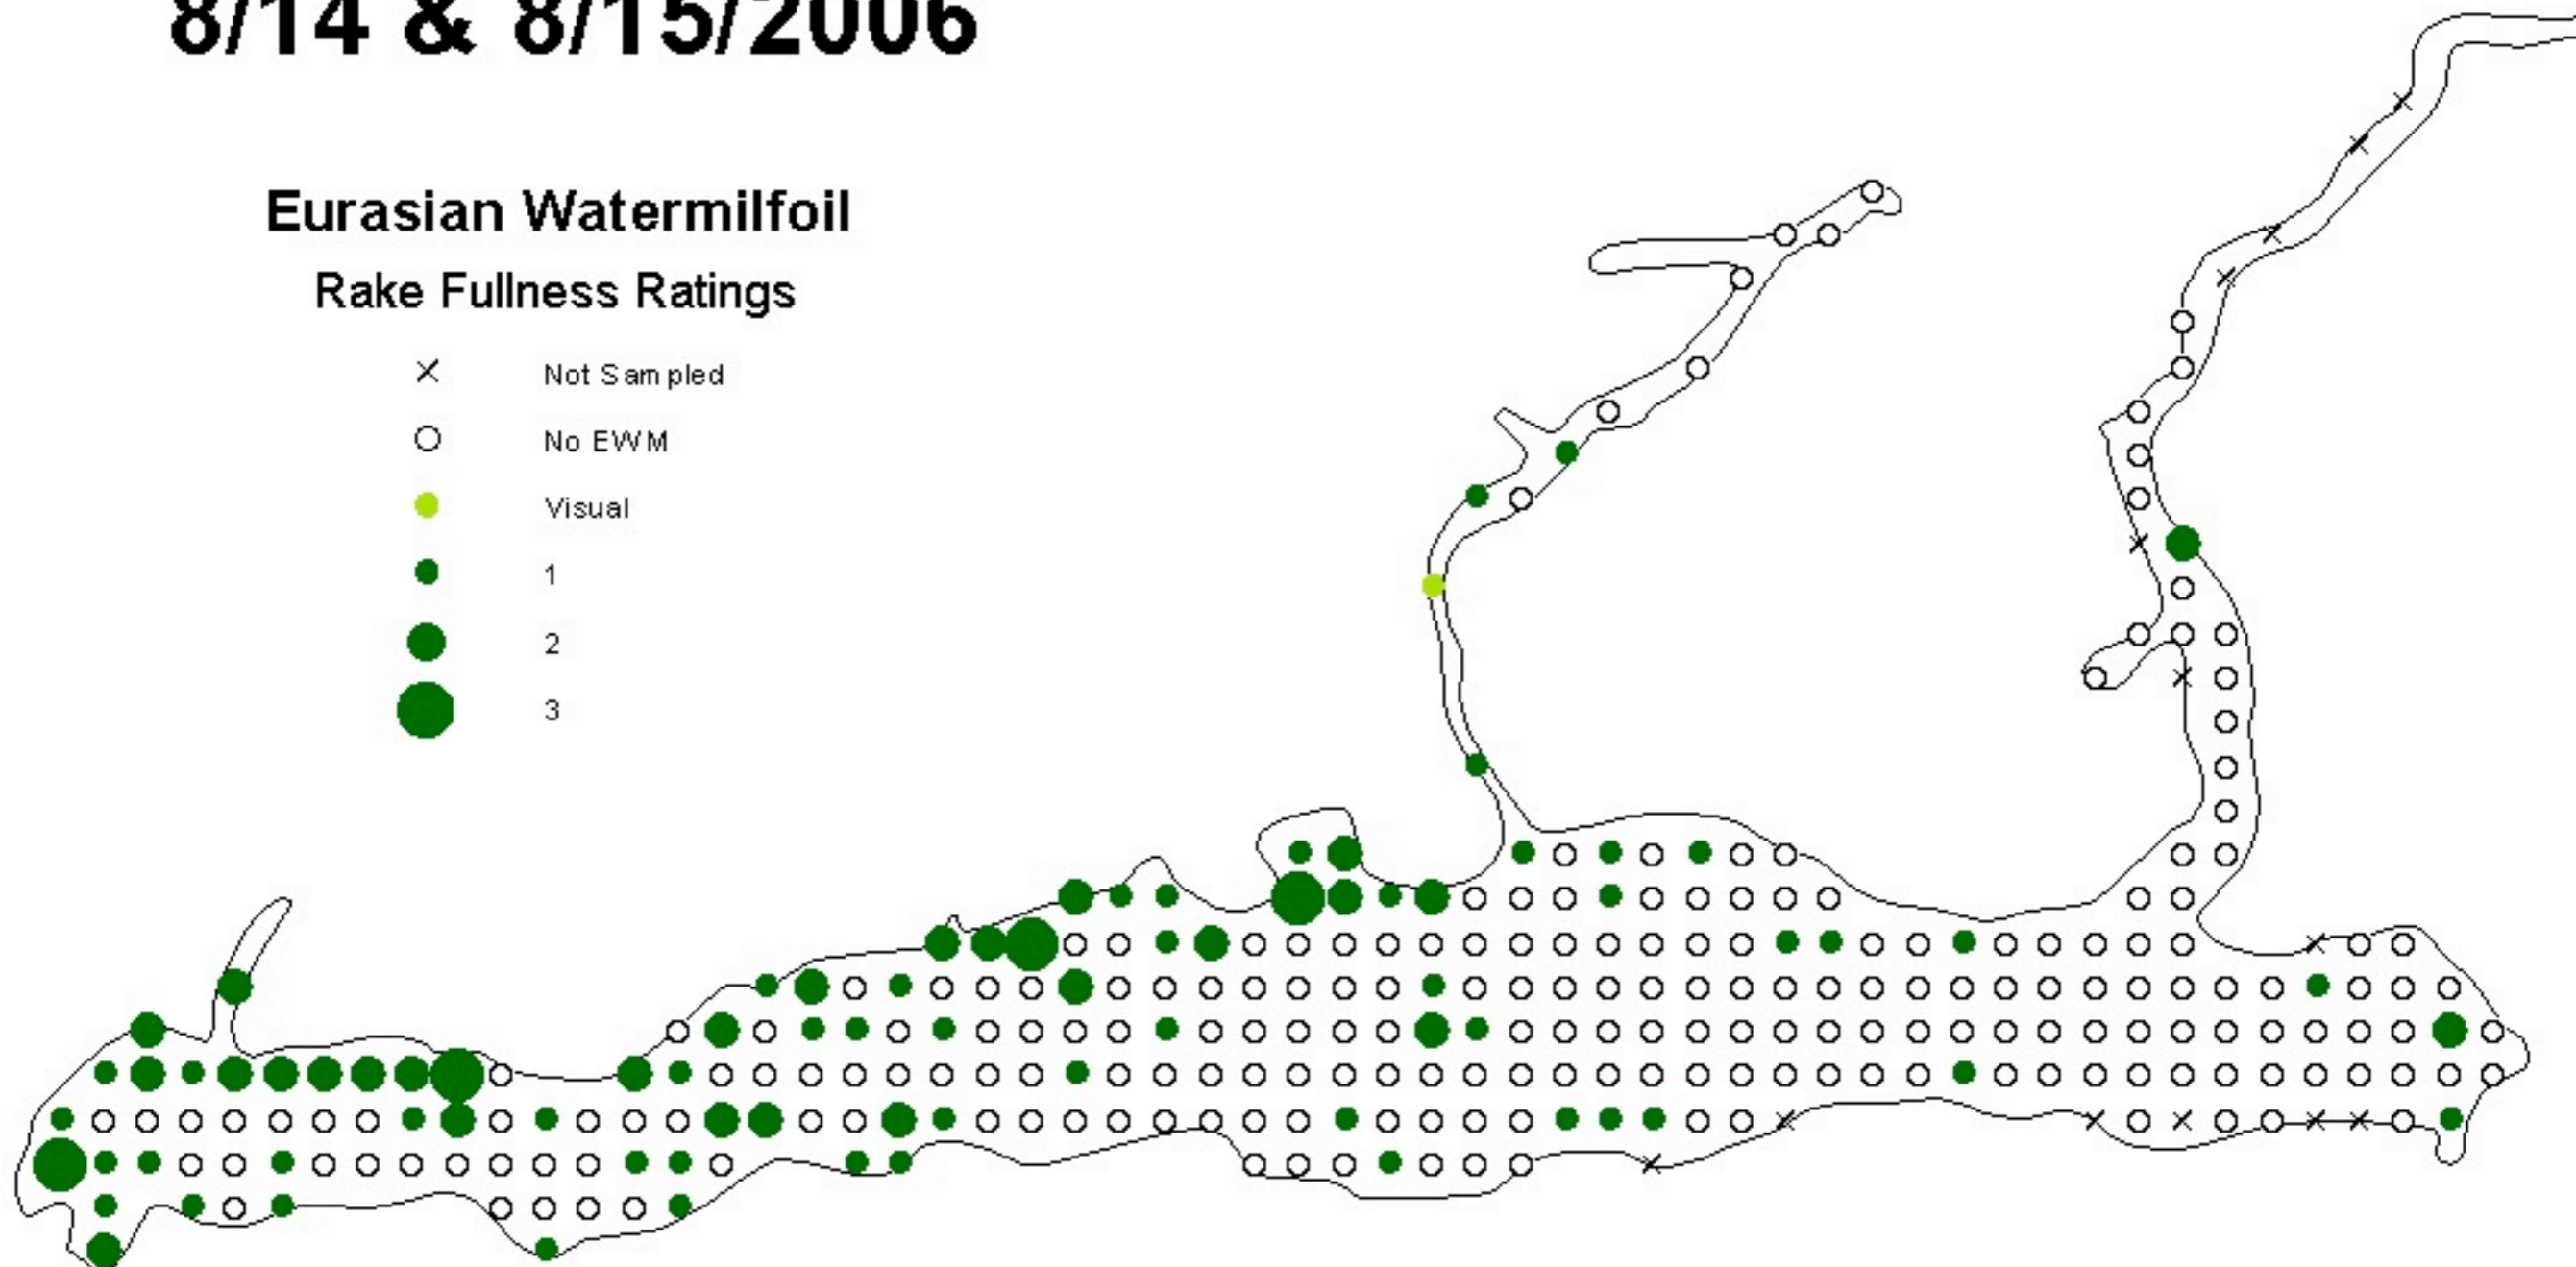 8/14 & 8/15/2006
Eurasian Watermilfoil
Rake Fullness Ratings
Not Sampled
No EWM
Visual
1
2
3